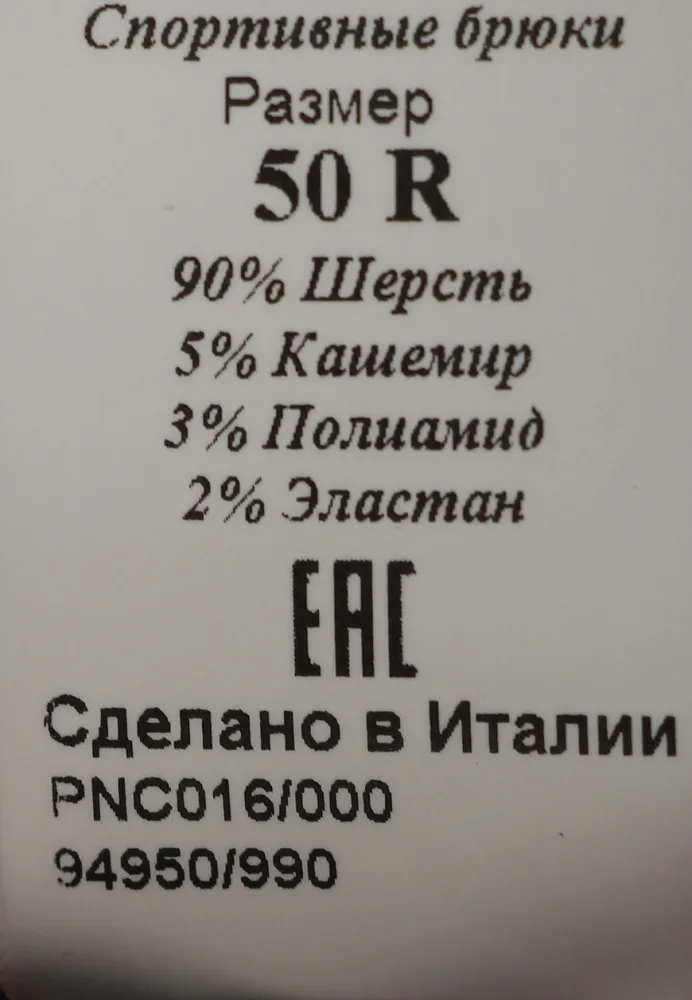 Спортивные брюки
Размер
50 R
90% Шерсть
5% Кашемир
3% Полиамид
2% Эластан
EAC
Сделано в Италии
PNC016/000
94950/990